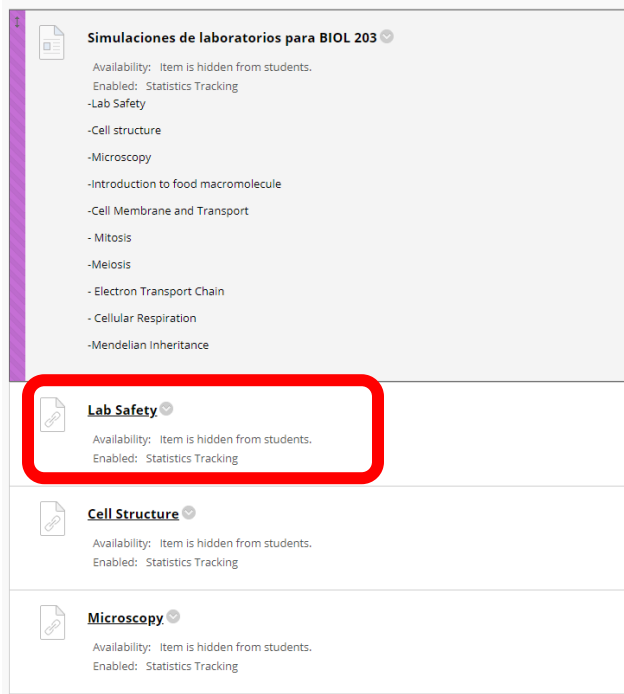 Simulaciones de laboratorios para BIOL 203
Availability: Item is hidden from students.
Enabled: Statistics Tracking
-Lab Safety
-Cell structure
-Microscopy
-Introduction to food macromolecule
-Cell Membrane and Transport
- Mitosis
-Meiosis
- Electron Transport Chain
- Cellular Respiration
-Mendelian Inheritance
Lab Safety
Availability: Item is hidden from students.
Enabled: Statistics Tracking
Cell Structure
Availability: Item is hidden from students.
Enabled: Statistics Tracking
Microscopy
Availability: Item is hidden from students.
Enabled: Statistics Tracking